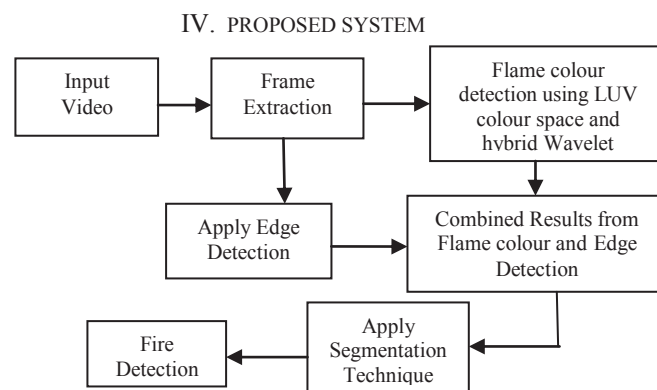 IV. PROPOSED SYSTEM
Input
Video
Frame
Extraction
Flame colour
detection using LUV
colour space and
hybrid Wavelet
Apply Edge
Detection
Combined Results from
Flame colour and Edge
Detection
Fire
Detection
Apply
Segmentation
Technique